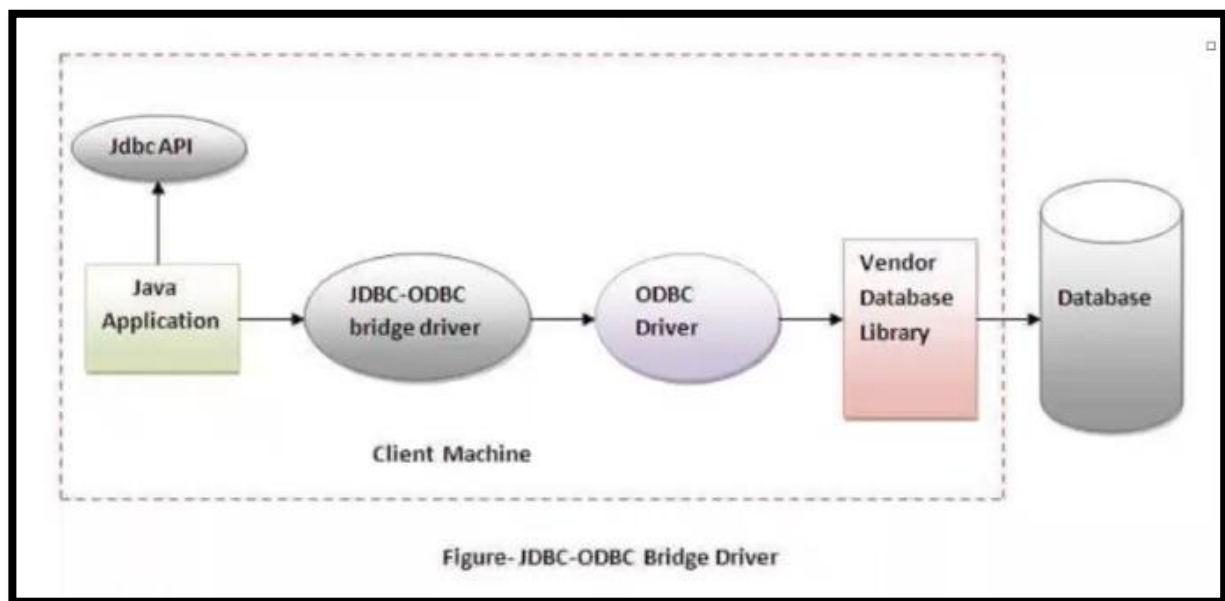 Jdbc API
Java
Application
JDBC-ODBC
bridge driver
ODBC
Driver
Vendor
Database
Library
Database
Client Machine
Figure- JDBC-ODBC Bridge Driver